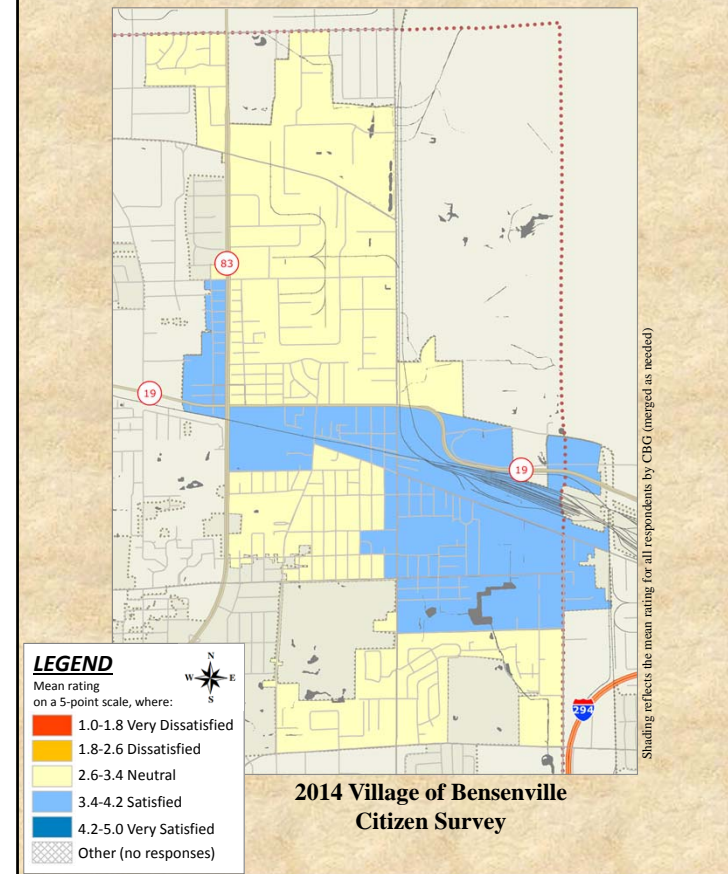 83
19
19
294
Shading reflects the mean rating for all respondents by CBG (merged as needed)
LEGEND
Mean rating
on a 5-point scale, where:
N
W
E
S
1.0-1.8 Very Dissatisfied
1.8-2.6 Dissatisfied
2.6-3.4 Neutral
3.4-4.2 Satisfied
4.2-5.0 Very Satisfied
Other (no responses)
2014 Village of Bensenville
Citizen Survey